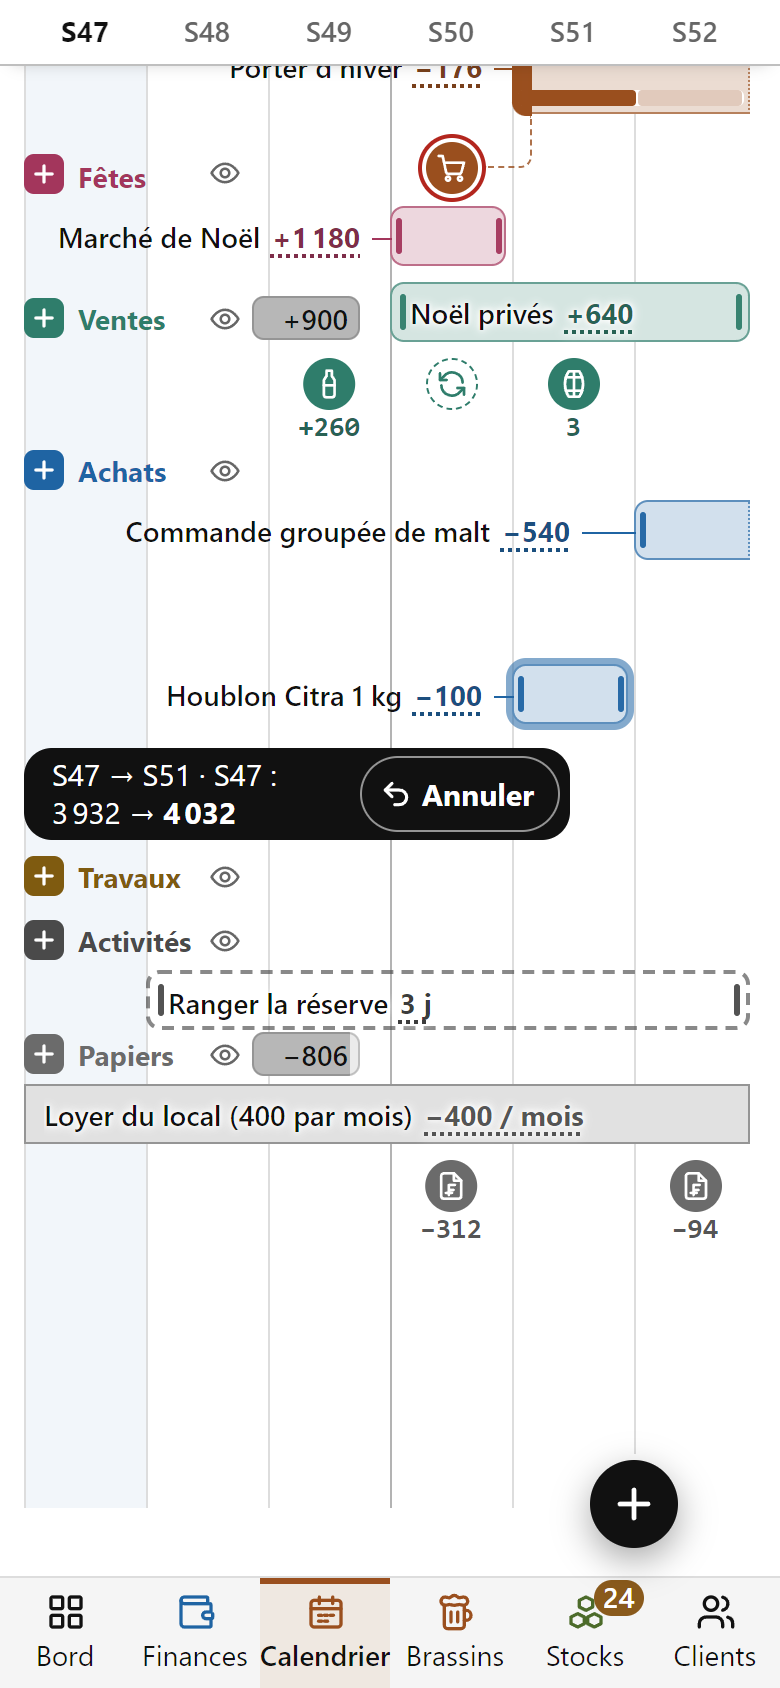 S47 S48 S49 S50 S51 S52
Porter d'hiver −176
Fêtes
Marché de Noël +1 180
Ventes +900 Noël privés +640
+260 3
Achats
Commande groupée de malt −540
Houblon Citra 1 kg −100
S47 → S51 · S47 :
3 932 → 4 032 Annuler
Travaux
Activités
Ranger la réserve 3 j
Papiers −806
Loyer du local (400 par mois) −400 / mois
−312 −94
24
Bord Finances Calendrier Brassins Stocks Clients